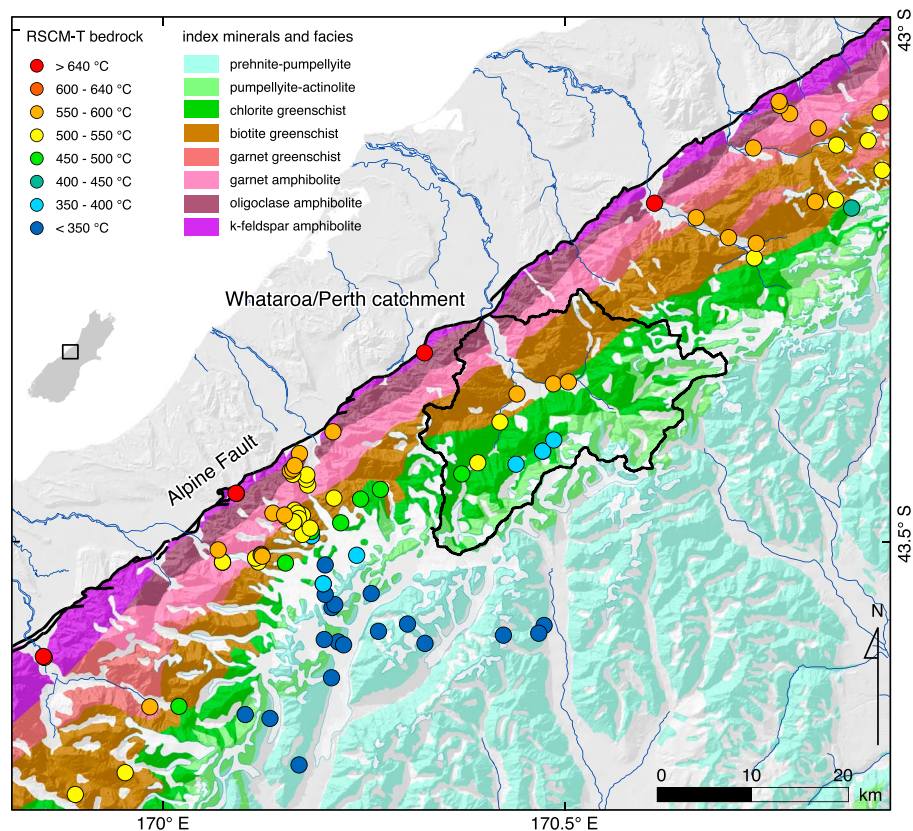 RSCM-T bedrock
> 640 °C
600 - 640 °C
550 - 600 °C
500 - 550 °C
450 - 500 °C
400 - 450 °C
350 - 400 °C
< 350 °C
index minerals and facies
prehnite-pumpellyite
pumpellyite-actinolite
chlorite greenschist
biotite greenschist
garnet greenschist
garnet amphibolite
oligoclase amphibolite
k-feldspar amphibolite
43° S
Whataroa/Perth catchment
Alpine Fault
43.5° S
N
0 10 20
km
170° E
170.5° E